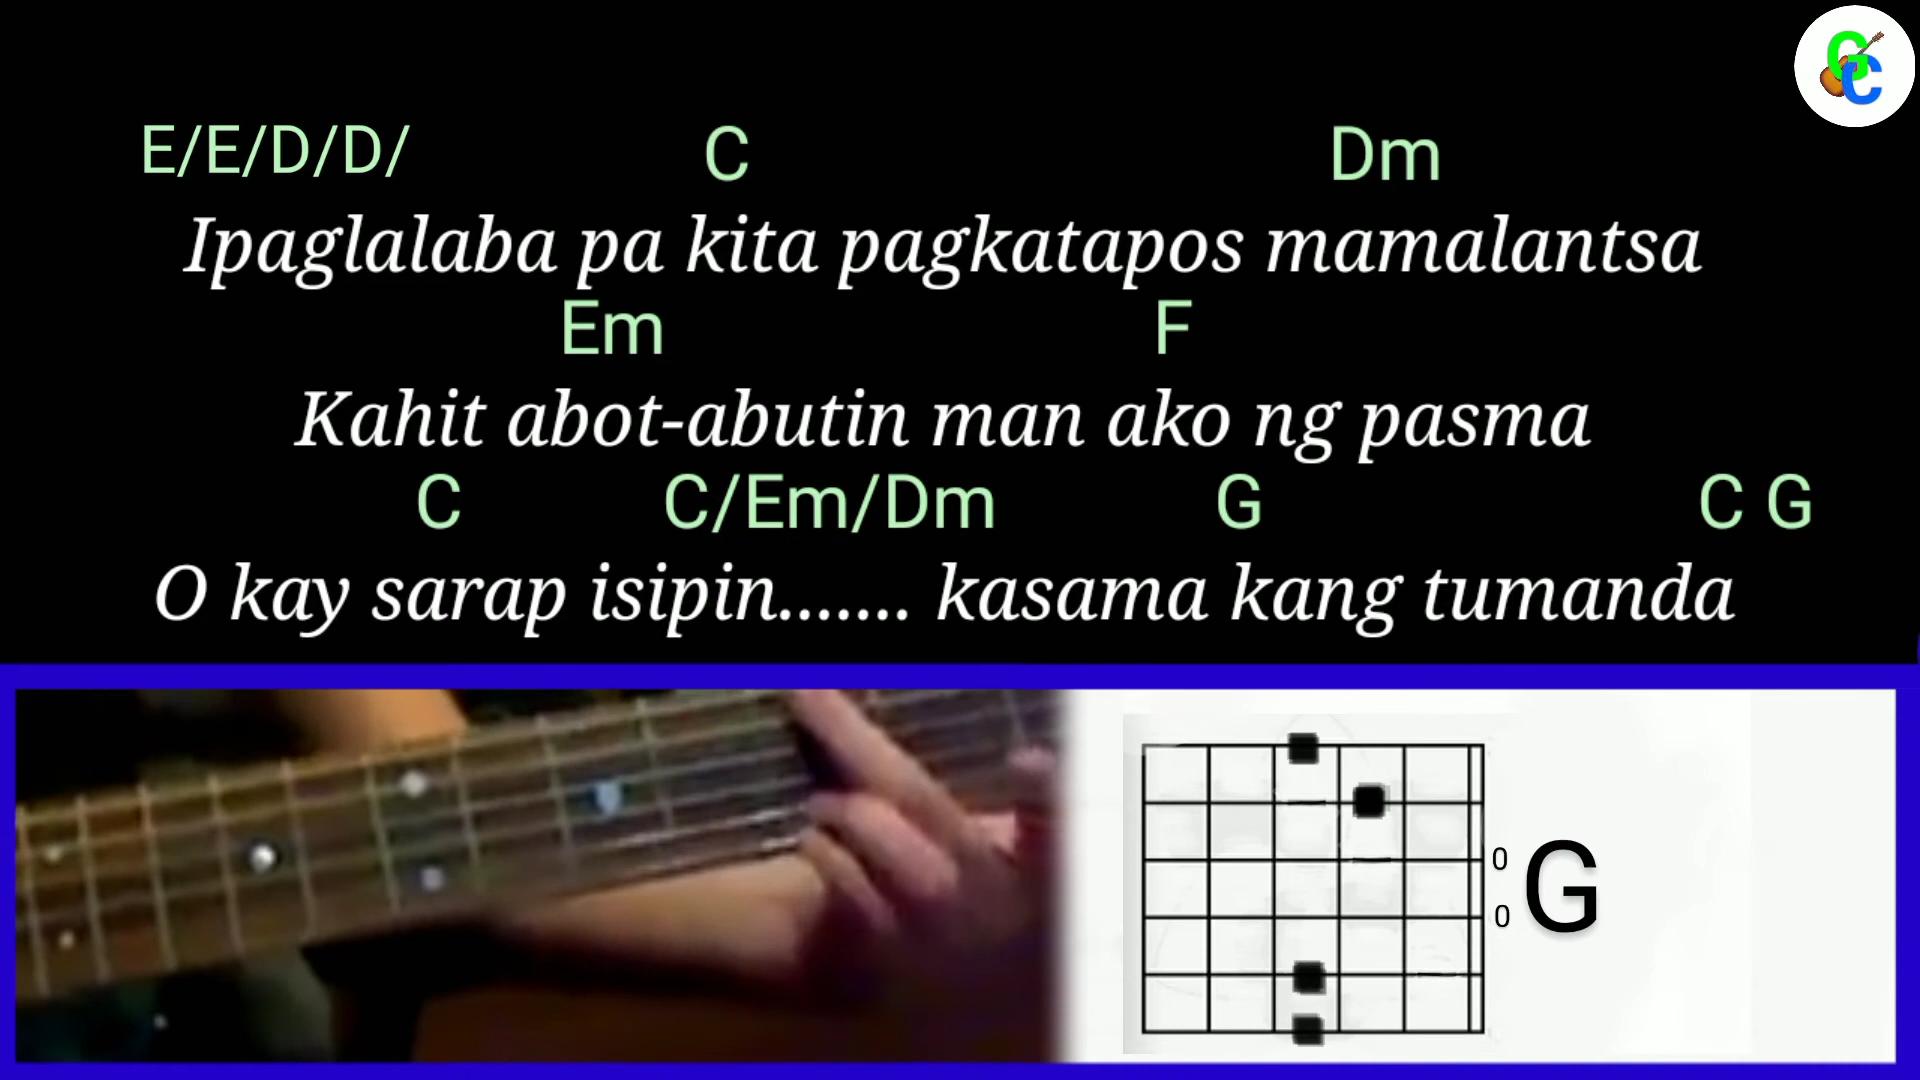 GC
E/E/D/D/ C Dm
Ipaglalaba pa kita pagkatapos mamalantsa
Em F
Kahit abot-abutin man ako ng pasma
C C/Em/Dm G C G
O kay sarap isipin....... kasama kang tumanda
0
0
G